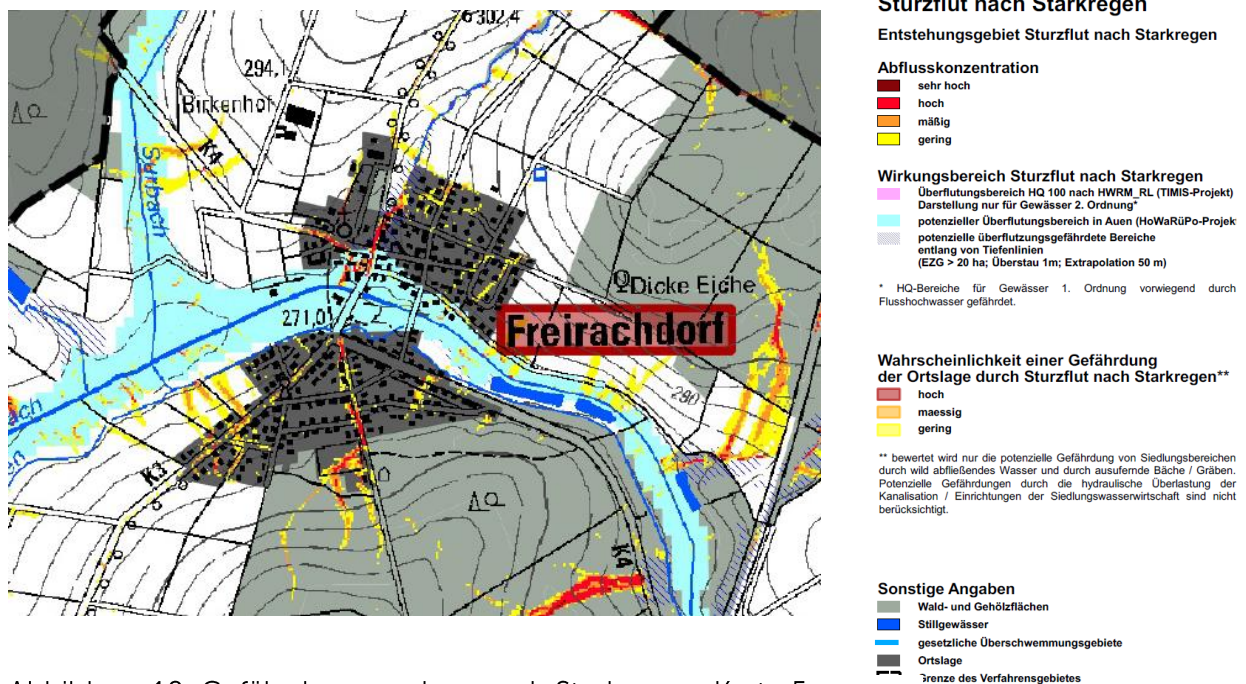 302,4
294,1
Birkenhof
K4
Surbach
Dicke Eiche
271,0
Freirachdorf
290
ach
en
K3
K4
Sturzflut nach Starkregen
Entstehungsgebiet Sturzflut nach Starkregen
Abflusskonzentration
sehr hoch
hoch
mäßig
gering
Wirkungsbereich Sturzflut nach Starkregen
Überflutungsbereich HQ 100 nach HWRM_RL (TIMIS-Projekt)
Darstellung nur für Gewässer 2. Ordnung*
potenzieller Überflutungsbereich in Auen (HoWaRüPo-Projek
potenzielle überflutzungsgefährdete Bereiche
entlang von Tiefenlinien
(EZG > 20 ha; Überstau 1m; Extrapolation 50 m)
* HQ-Bereiche für Gewässer 1. Ordnung vorwiegend durch
Flusshochwasser gefährdet.
Wahrscheinlichkeit einer Gefährdung
der Ortslage durch Sturzflut nach Starkregen**
hoch
maessig
gering
** bewertet wird nur die potenzielle Gefährdung von Siedlungsbereichen
durch wild abfließendes Wasser und durch ausufernde Bäche / Gräben.
Potenzielle Gefährdungen durch die hydraulische Überlastung der
Kanalisation / Einrichtungen der Siedlungswasserwirtschaft sind nicht
berücksichtigt.
Sonstige Angaben
Wald- und Gehölzflächen
Stillgewässer
gesetzliche Überschwemmungsgebiete
Ortslage
Grenze des Verfahrensgebietes